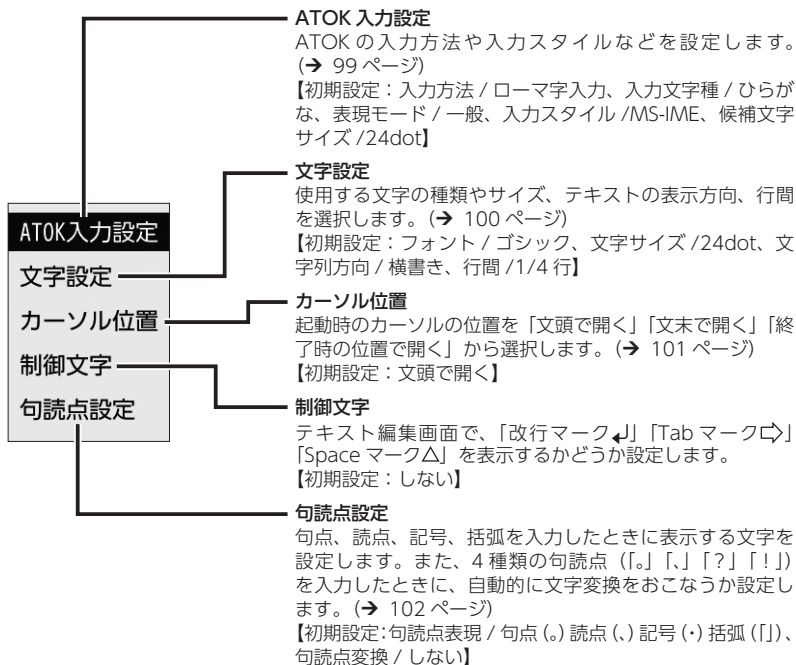 ATOK 入力設定
ATOK の入力方法や入力スタイルなどを設定します。
(➔ 99 ページ)
【初期設定：入力方法 / ローマ字入力、入力文字種 / ひらが
な、表現モード / 一般、入力スタイル /MS-IME、候補文字
サイズ /24dot】
文字設定
使用する文字の種類やサイズ、テキストの表示方向、行間
を選択します。(➔ 100 ページ)
【初期設定：フォント / ゴシック、文字サイズ /24dot、文
字列方向 / 横書き、行間 /1/4 行】
カーソル位置
起動時のカーソルの位置を「文頭で開く」「文末で開く」「終
了時の位置で開く」から選択します。(➔ 101 ページ)
【初期設定：文頭で開く】
制御文字
テキスト編集画面で、「改行マーク↲」「Tab マーク⇨」
「Space マーク△」を表示するかどうか設定します。
【初期設定：しない】
句読点設定
句点、読点、記号、括弧を入力したときに表示する文字を
設定します。また、4 種類の句読点（「。」「、」「？」「！」）
を入力したときに、自動的に文字変換をおこなうか設定し
ます。(➔ 102 ページ)
【初期設定：句読点表現 / 句点（。）読点（、）記号（・）括弧（「」）、
句読点変換 / しない】
ATOK入力設定
文字設定
カーソル位置
制御文字
句読点設定